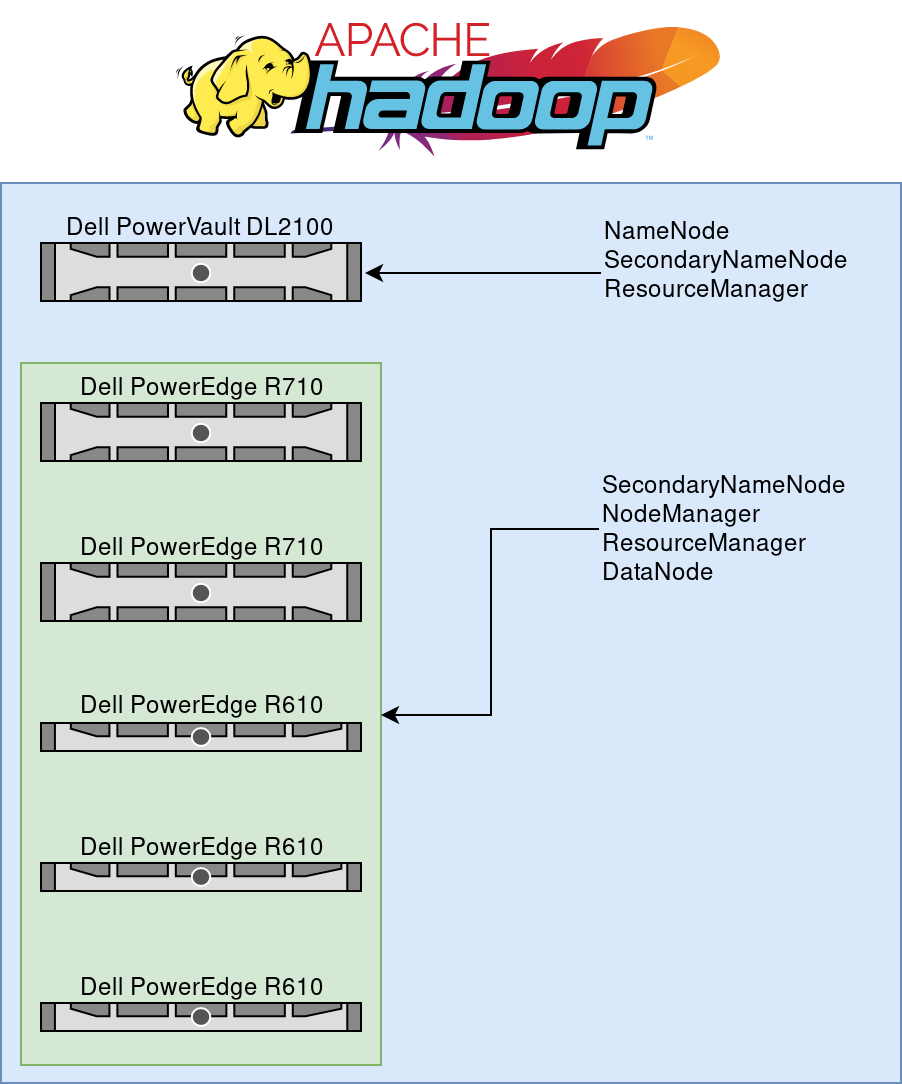 APACHE
hadoop
™
Dell PowerVault DL2100
NameNode
SecondaryNameNode
ResourceManager
Dell PowerEdge R710
Dell PowerEdge R710
SecondaryNameNode
NodeManager
ResourceManager
DataNode
Dell PowerEdge R610
Dell PowerEdge R610
Dell PowerEdge R610